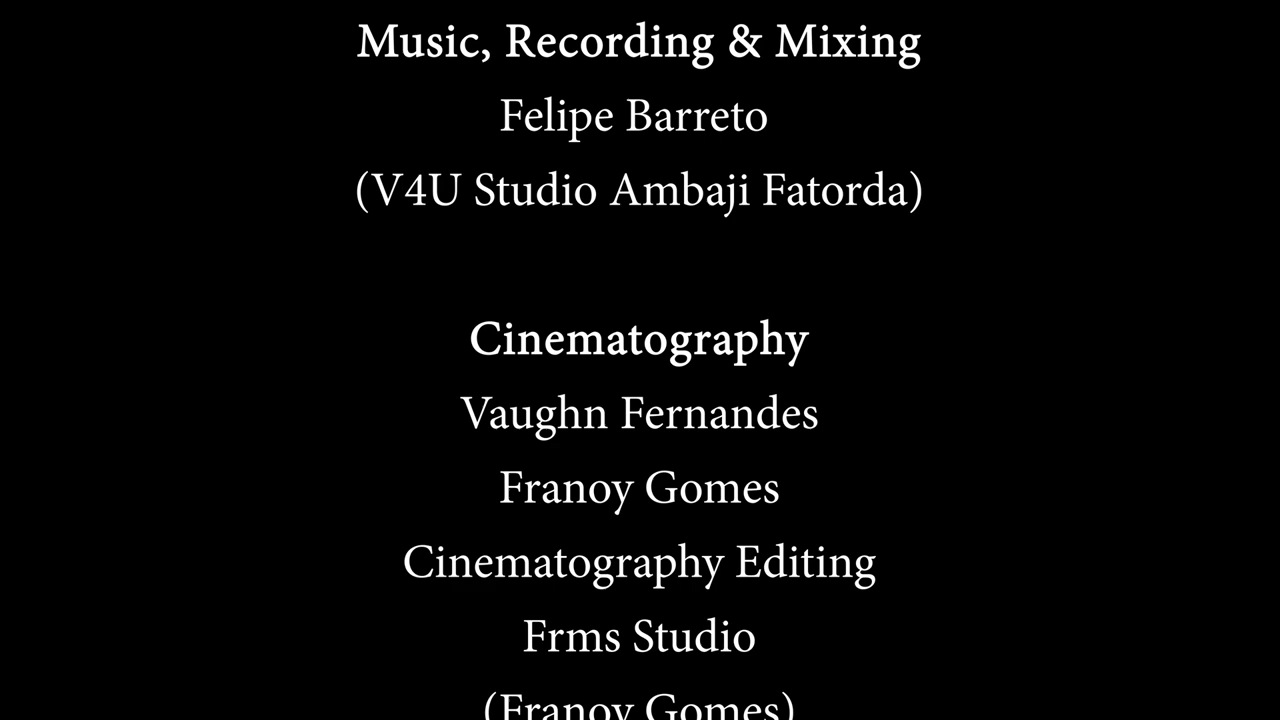 Music, Recording & Mixing
Felipe Barreto
(V4U Studio Ambaji Fatorda)
Cinematography
Vaughn Fernandes
Franoy Gomes
Cinematography Editing
Frms Studio
(Franoy Gomes)